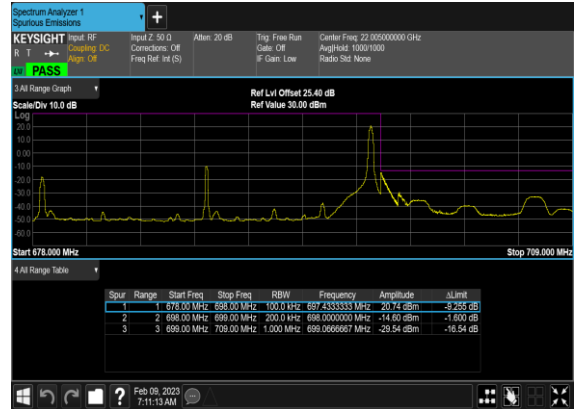 Spectrum Analyzer 1
Spurious Emissions
KEYSIGHT Input: RF Input Z: 50 Ω Atten: 20 dB Trig: Free Run Center Freq: 22.005000000 GHz
R T Coupling: DC Corrections: Off Gate: Off Avg|Hold: 1000/1000
Align: Off Freq Ref: Int (S) IF Gain: Low Radio Std: None
PASS
3 All Range Graph
Ref Lvl Offset 25.40 dB
Scale/Div 10.0 dB Ref Value 30.00 dBm
Log
20.0
10.0
0.00
-10.0
-20.0
-30.0
-40.0
-50.0
-60.0
Start 678.000 MHz Stop 709.000 MHz
4 All Range Table
Spur Range Start Freq Stop Freq RBW Frequency Amplitude ΔLimit
1 1 678.00 MHz 698.00 MHz 100.0 kHz 697.4333333 MHz 20.74 dBm -9.255 dB
2 2 698.00 MHz 699.00 MHz 200.0 kHz 698.0000000 MHz -14.60 dBm -1.600 dB
3 3 699.00 MHz 709.00 MHz 1.000 MHz 699.0666667 MHz -29.54 dBm -16.54 dB
? Feb 09, 2023
7:11:13 AM